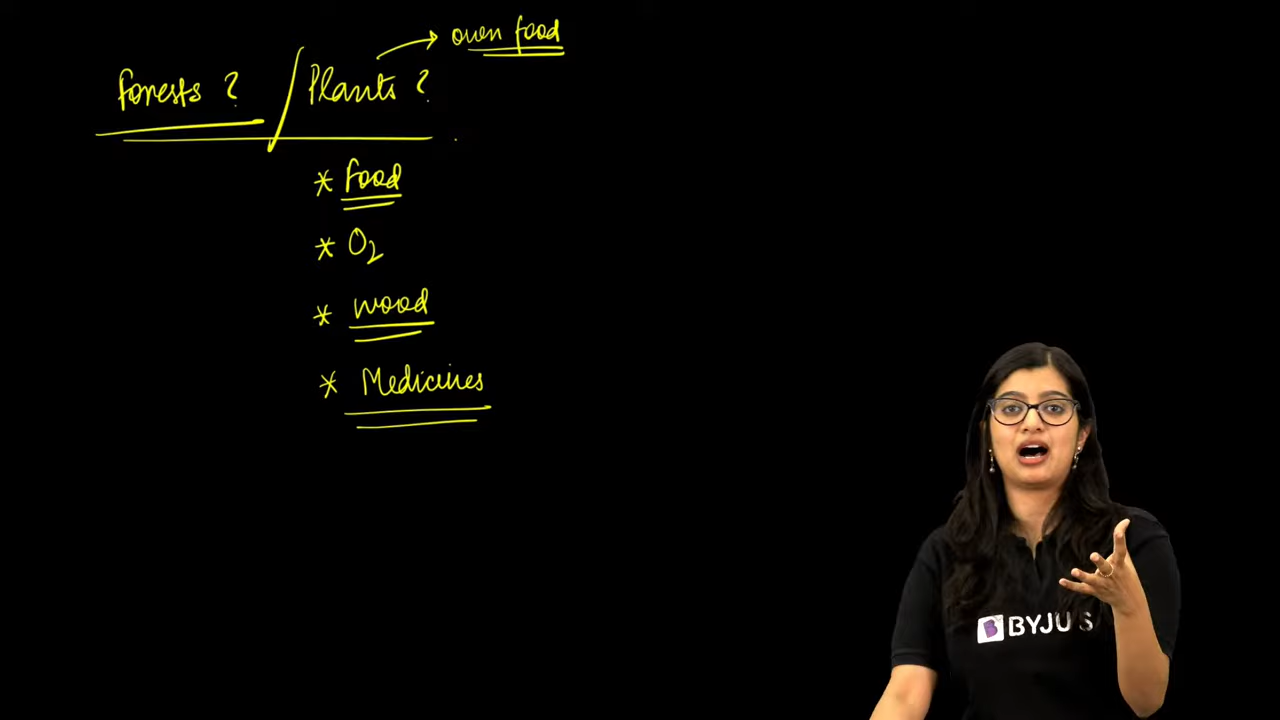 own food
Forests ? / Plants ?
* Food
* O2
* wood
* Medicines
BYJU'S